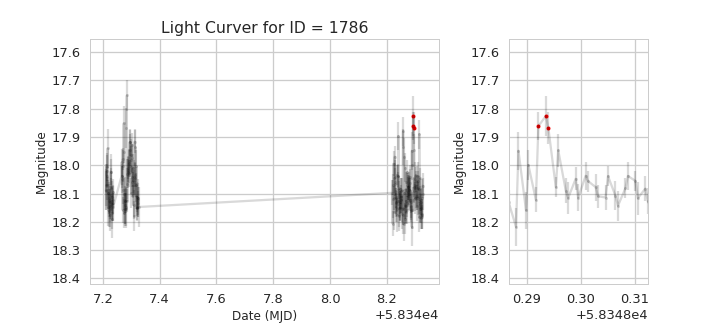 Light Curver for ID = 1786
Magnitude
17.6
17.7
17.8
17.9
18.0
18.1
18.2
18.3
18.4
7.2 7.4 7.6 7.8 8.0 8.2
Date (MJD)
+5.834e4
Magnitude
17.6
17.7
17.8
17.9
18.0
18.1
18.2
18.3
18.4
0.29 0.30 0.31
+5.8348e4